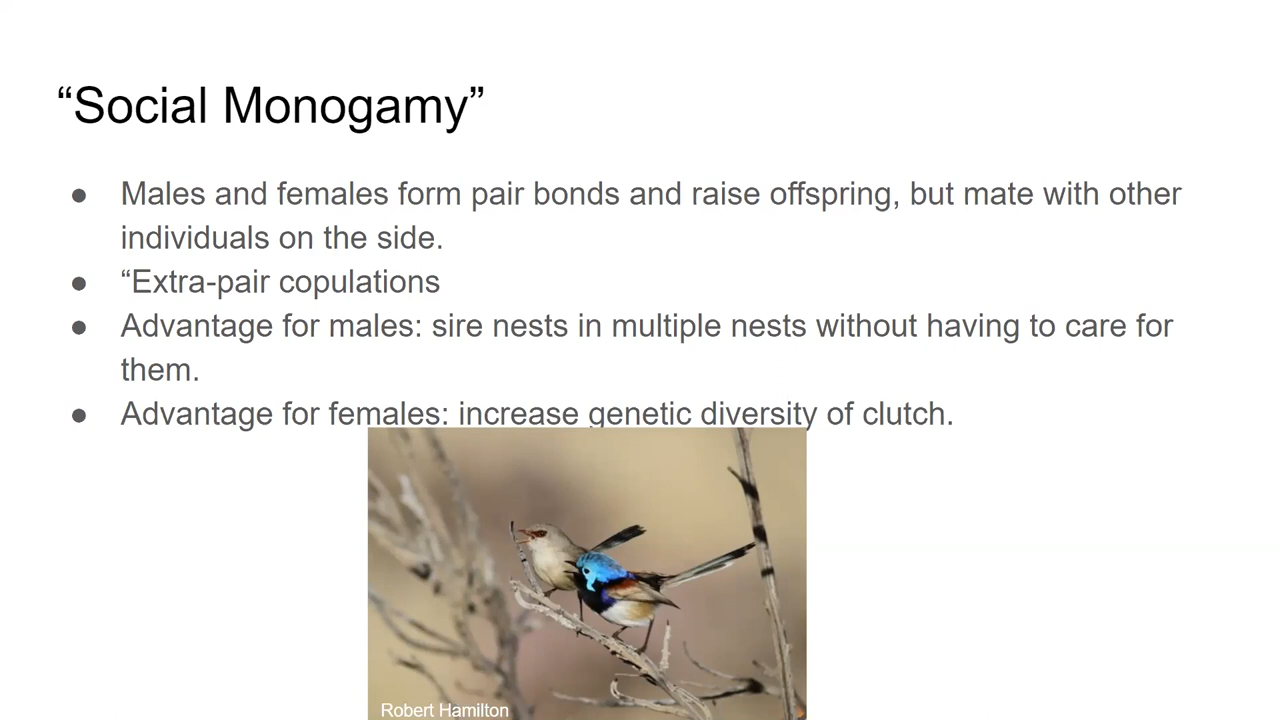 “Social Monogamy”
● Males and females form pair bonds and raise offspring, but mate with other
individuals on the side.
● “Extra-pair copulations
● Advantage for males: sire nests in multiple nests without having to care for
them.
● Advantage for females: increase genetic diversity of clutch.
Robert Hamilton